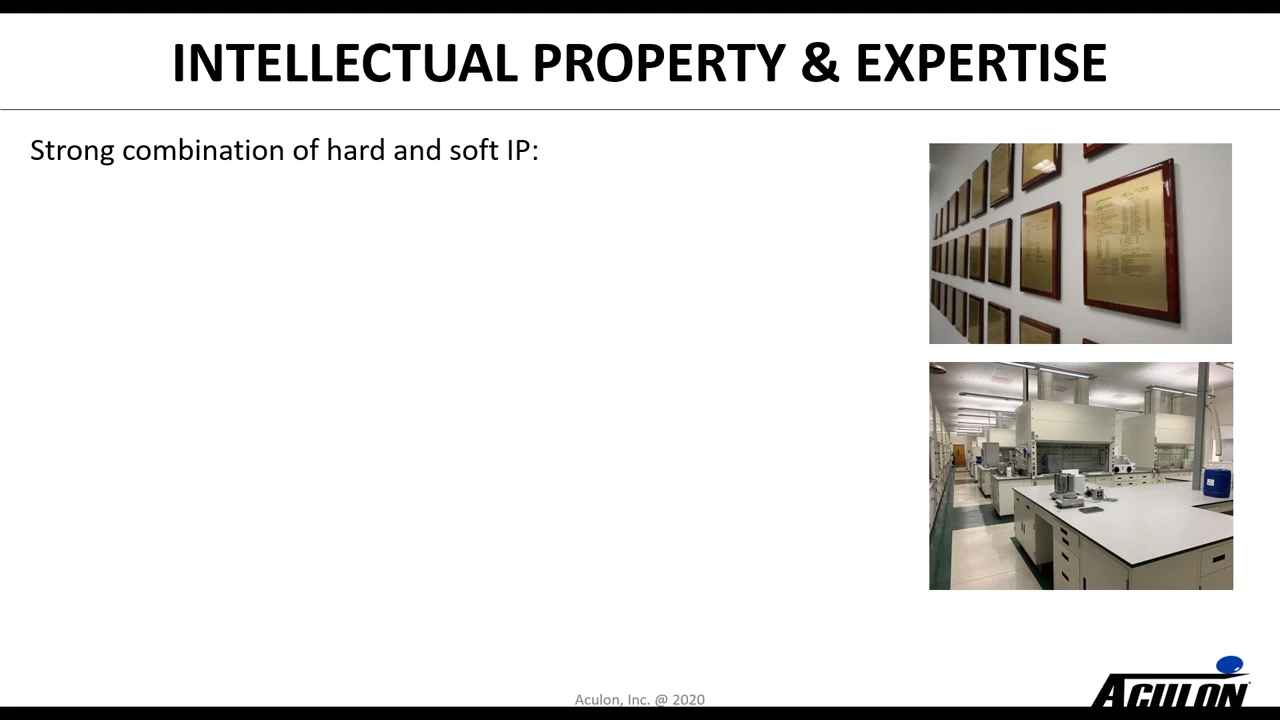 INTELLECTUAL PROPERTY & EXPERTISE
Strong combination of hard and soft IP:
Aculon, Inc. @ 2020
ACULON